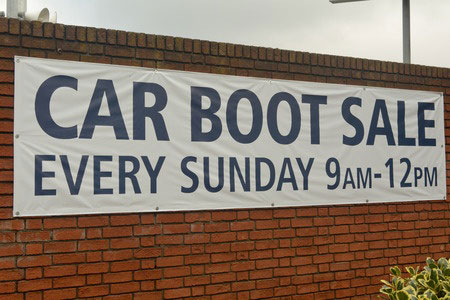 CAR BOOT SALE
EVERY SUNDAY 9AM-12PM